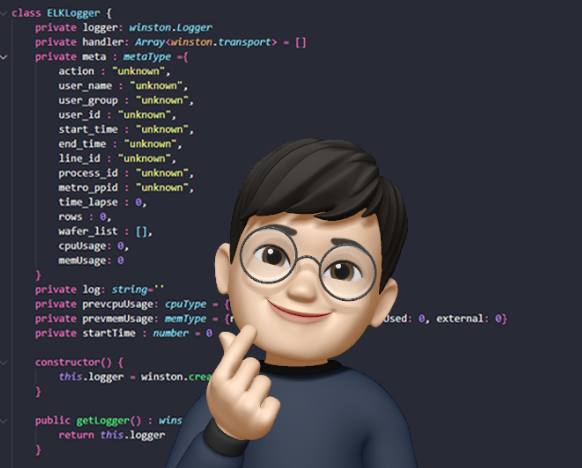 class ELKLogger {
private logger: winston.Logger
private handler: Array<winston.transport> = []
private meta : metaType ={
action : "unknown",
user_name : "unknown",
user_group : "unknown",
user_id : "unknown",
start_time : "unknown",
end_time : "unknown",
line_id : "unknown",
process_id : "unknown",
metro_ppid : "unknown",
time_lapse : 0,
rows : 0,
wafer_list : [],
cpuUsage: 0,
memUsage: 0
}
private log: string=''
private prevcpuUsage: cpuType = {
private prevmemUsage: memType = { Used: 0, external: 0}
private startTime : number = 0
constructor() {
this.logger = winston.crea
}
public getLogger() : wins
return this.logger
}